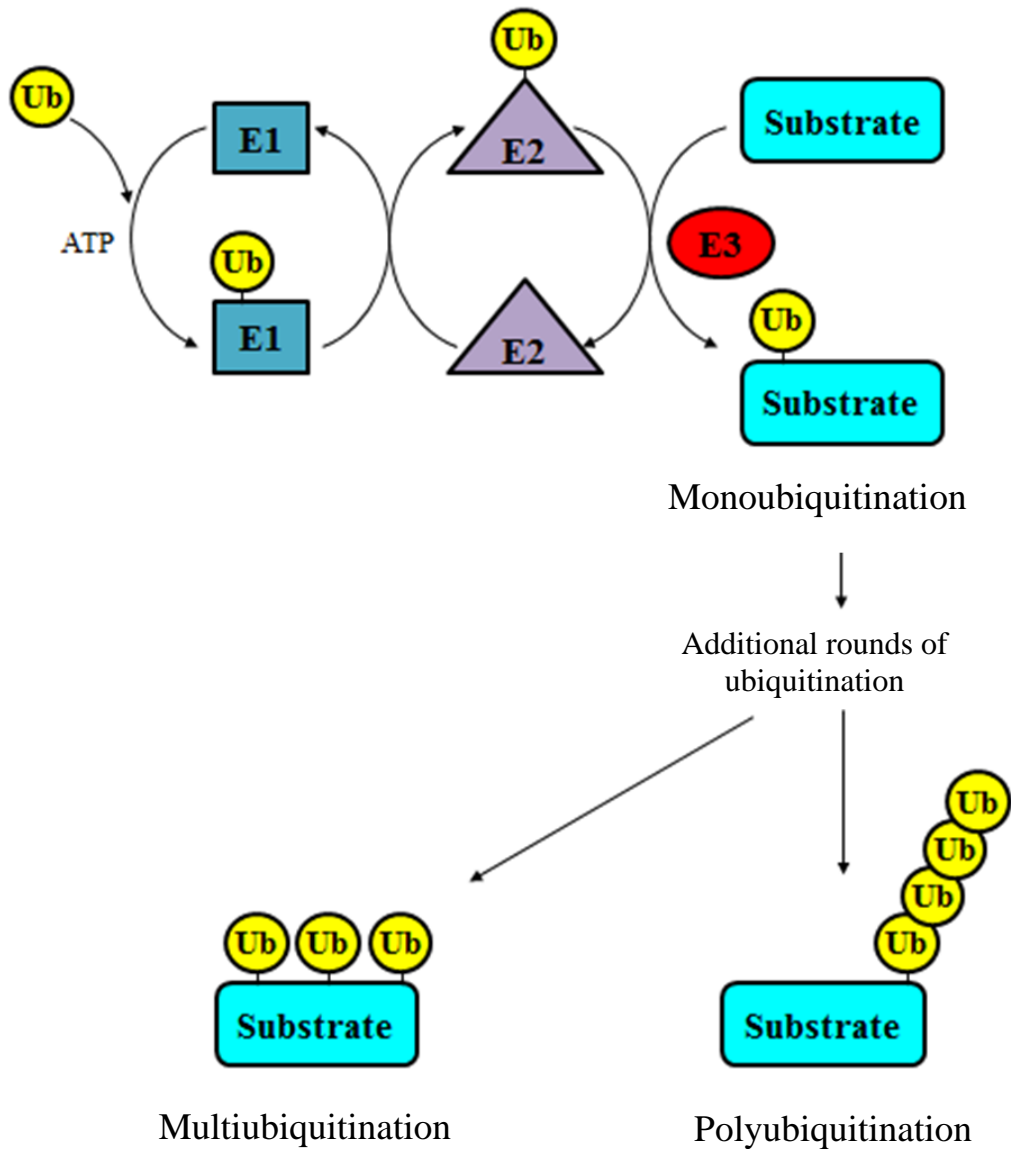 Ub
Ub
E1
E2
Substrate
ATP
Ub
E3
E1
E2
Ub
Substrate
Monoubiquitination
Additional rounds of
ubiquitination
Ub
Ub
Ub
Ub
Ub Ub Ub
Substrate
Substrate
Multiubiquitination
Polyubiquitination